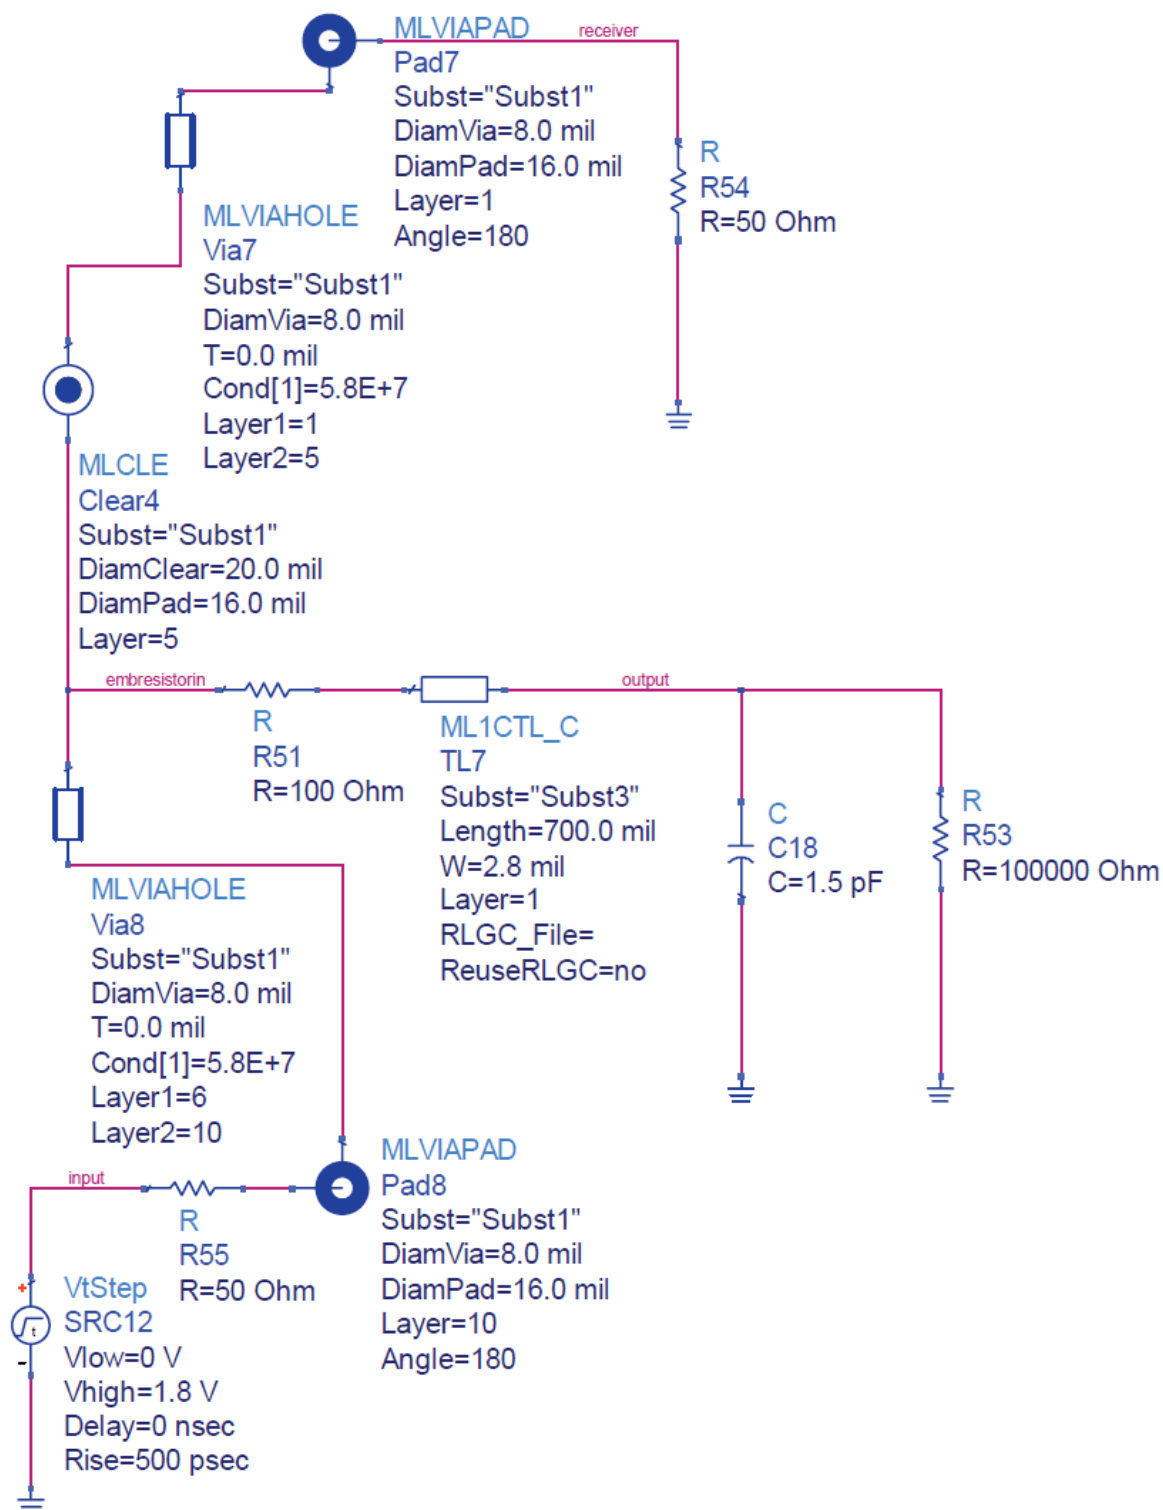 MLVIAPAD
Pad7
Subst="Subst1"
DiamVia=8.0 mil
DiamPad=16.0 mil
Layer=1
Angle=180
receiver
R
R54
R=50 Ohm
MLVIAHOLE
Via7
Subst="Subst1"
DiamVia=8.0 mil
T=0.0 mil
Cond[1]=5.8E+7
Layer1=1
Layer2=5
MLCLE
Clear4
Subst="Subst1"
DiamClear=20.0 mil
DiamPad=16.0 mil
Layer=5
embresistorin
R
R51
R=100 Ohm
ML1CTL_C
TL7
Subst="Subst3"
Length=700.0 mil
W=2.8 mil
Layer=1
RLGC_File=
ReuseRLGC=no
output
C
C18
C=1.5 pF
R
R53
R=100000 Ohm
MLVIAHOLE
Via8
Subst="Subst1"
DiamVia=8.0 mil
T=0.0 mil
Cond[1]=5.8E+7
Layer1=6
Layer2=10
MLVIAPAD
Pad8
Subst="Subst1"
DiamVia=8.0 mil
DiamPad=16.0 mil
Layer=10
Angle=180
input
R
R55
R=50 Ohm
+
t
-
VtStep
SRC12
Vlow=0 V
Vhigh=1.8 V
Delay=0 nsec
Rise=500 psec